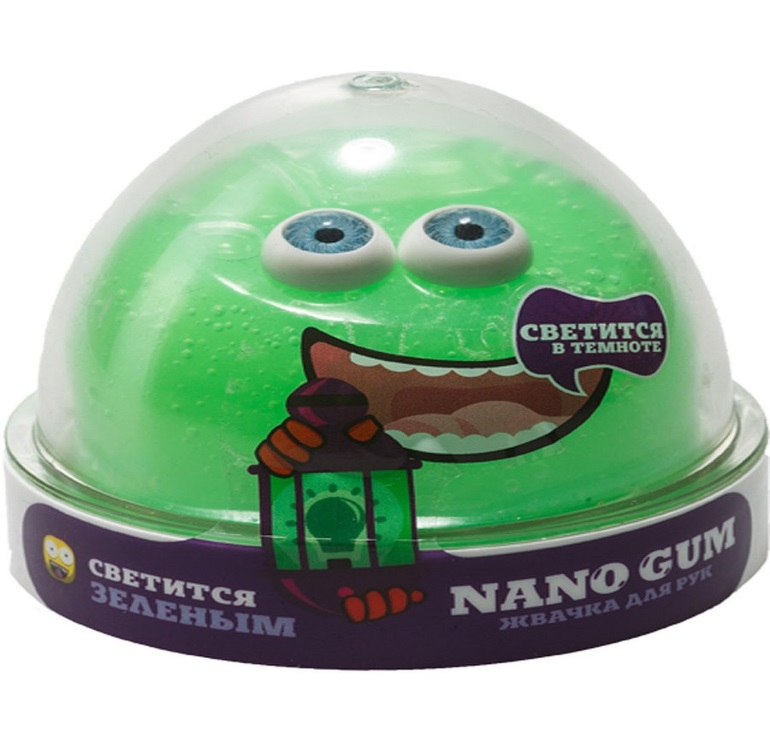 СВЕТИТСЯ
В ТЕМНОТЕ
СВЕТИТСЯ
ЗЕЛЕНЫМ
NANO GUM
ЖВАЧКА ДЛЯ РУК